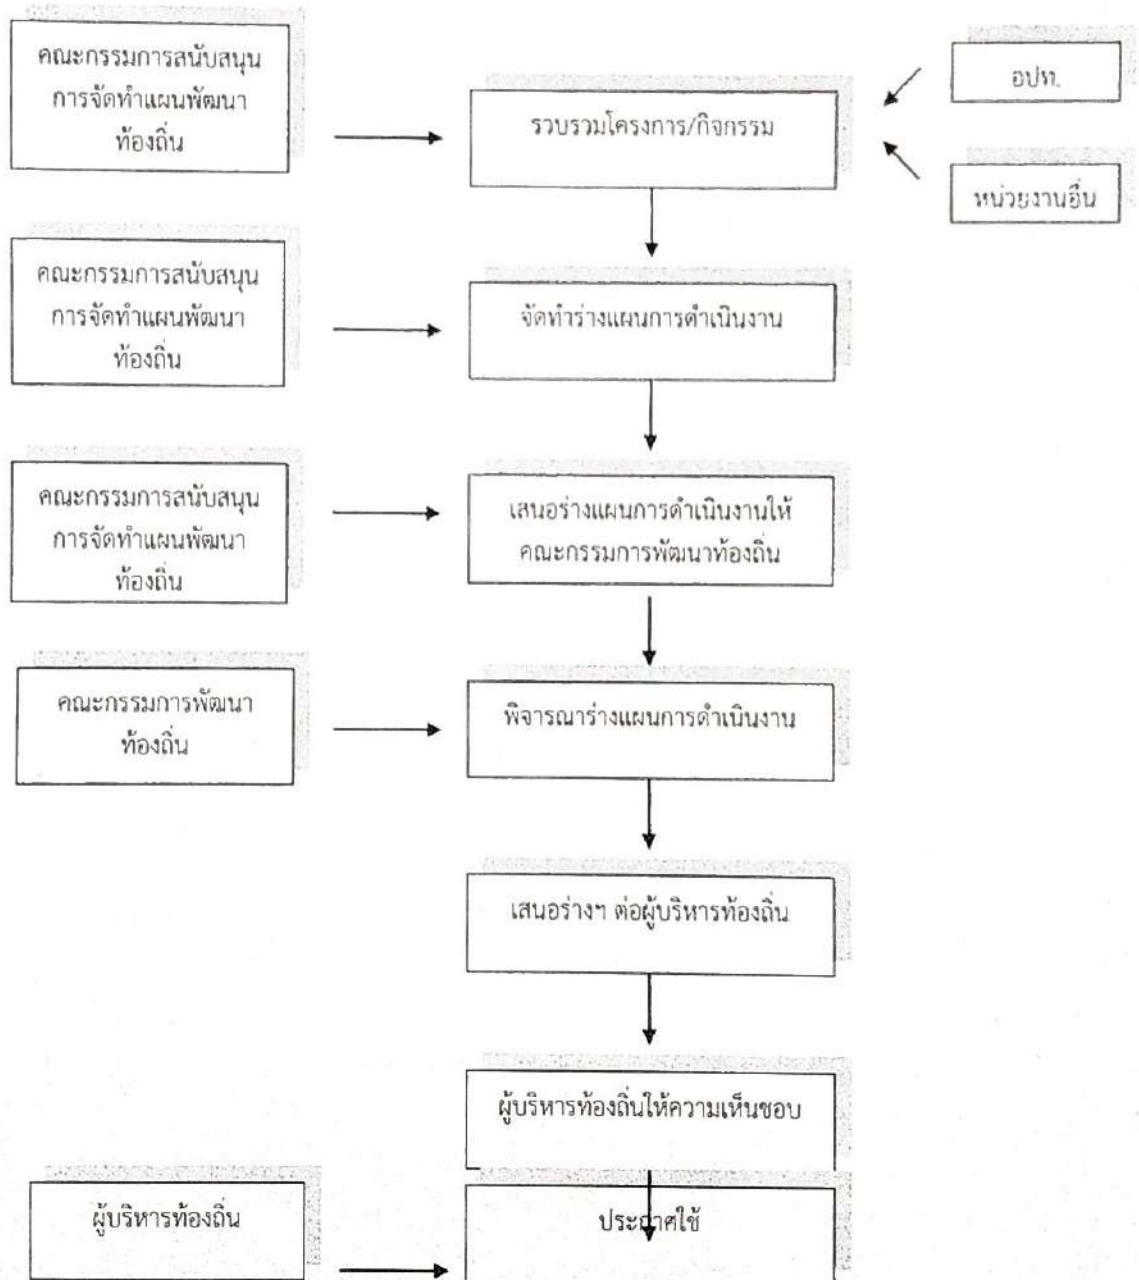 คณะกรรมการสนับสนุน
การจัดทำแผนพัฒนา
ท้องถิ่น
รวบรวมโครงการ/กิจกรรม
อปท.
หน่วยงานอื่น
คณะกรรมการสนับสนุน
การจัดทำแผนพัฒนา
ท้องถิ่น
จัดทำร่างแผนการดำเนินงาน
คณะกรรมการสนับสนุน
การจัดทำแผนพัฒนา
ท้องถิ่น
เสนอร่างแผนการดำเนินงานให้
คณะกรรมการพัฒนาท้องถิ่น
คณะกรรมการพัฒนา
ท้องถิ่น
พิจารณาร่างแผนการดำเนินงาน
เสนอร่างฯ ต่อผู้บริหารท้องถิ่น
ผู้บริหารท้องถิ่นให้ความเห็นชอบ
ผู้บริหารท้องถิ่น
ประกาศใช้